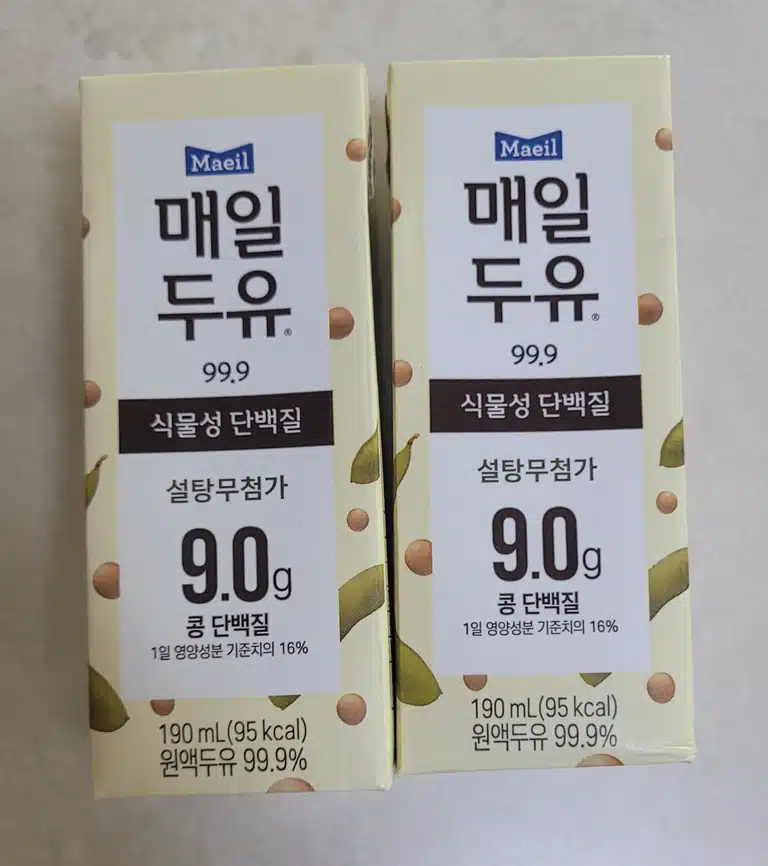 Maeil
매일
두유®
99.9
식물성 단백질
설탕무첨가
9.0g
콩 단백질
1일 영양성분 기준치의 16%
190 mL(95 kcal)
원액두유 99.9%
Maeil
매일
두유®
99.9
식물성 단백질
설탕무첨가
9.0g
콩 단백질
1일 영양성분 기준치의 16%
190 mL(95 kcal)
원액두유 99.9%